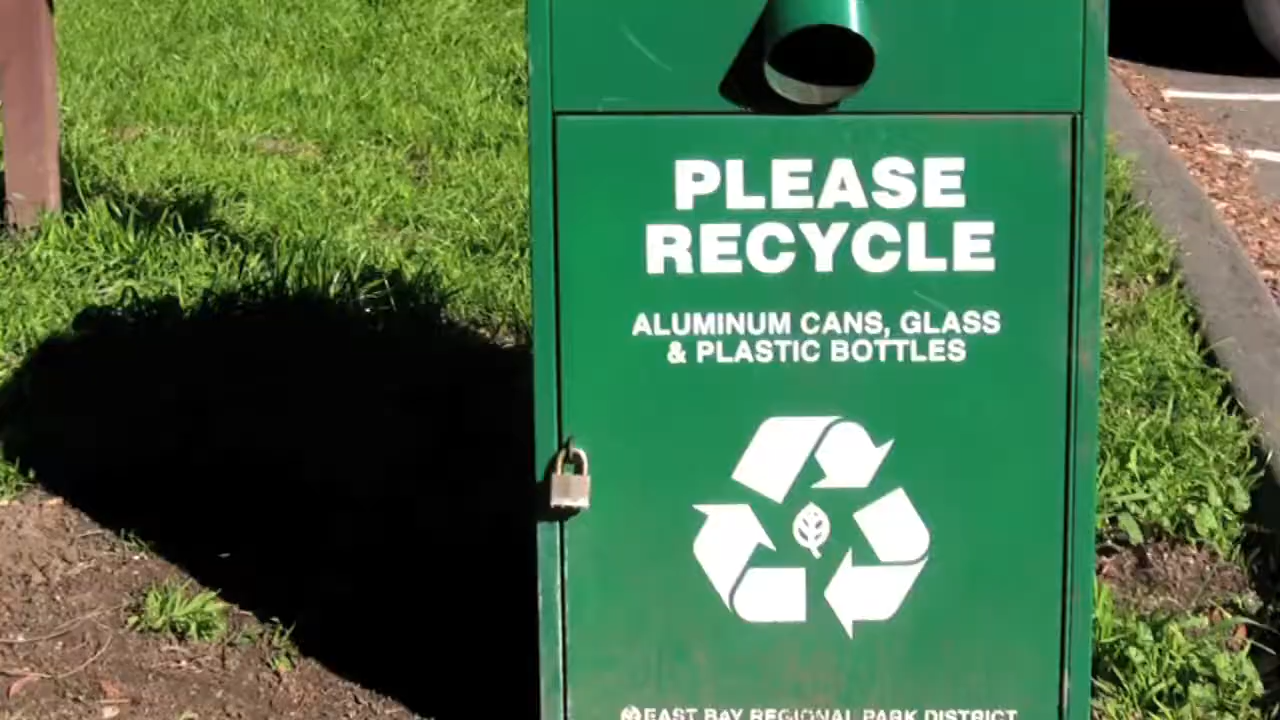 PLEASE
RECYCLE
ALUMINUM CANS, GLASS
& PLASTIC BOTTLES
EAST BAY REGIONAL PARK DISTRICT